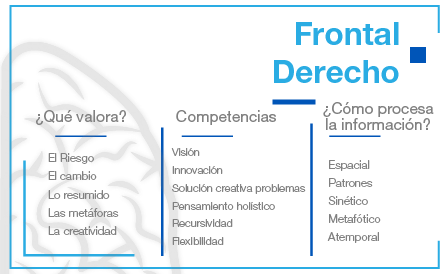 Frontal
Derecho
¿Qué valora?
El Riesgo
El cambio
Lo resumido
Las metáforas
La creatividad
Competencias
Visión
Innovación
Solución creativa problemas
Pensamiento holístico
Recursividad
Flexibilidad
¿Cómo procesa
la información?
Espacial
Patrones
Sinético
Metafótico
Atemporal